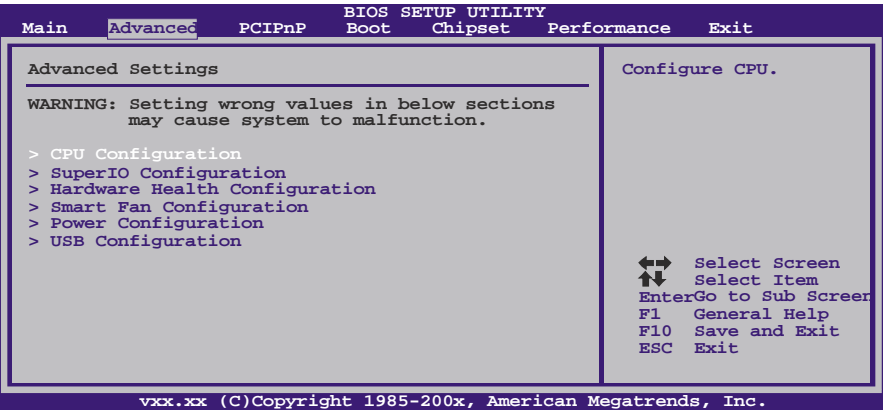 BIOS SETUP UTILITY
Main Advanced PCIPnP Boot Chipset Performance Exit
Advanced Settings
WARNING: Setting wrong values in below sections
may cause system to malfunction.
> CPU Configuration
> SuperIO Configuration
> Hardware Health Configuration
> Smart Fan Configuration
> Power Configuration
> USB Configuration
Configure CPU.
Select Screen
Select Item
EnterGo to Sub Screen
F1 General Help
F10 Save and Exit
ESC Exit
vxx.xx (C)Copyright 1985-200x, American Megatrends, Inc.